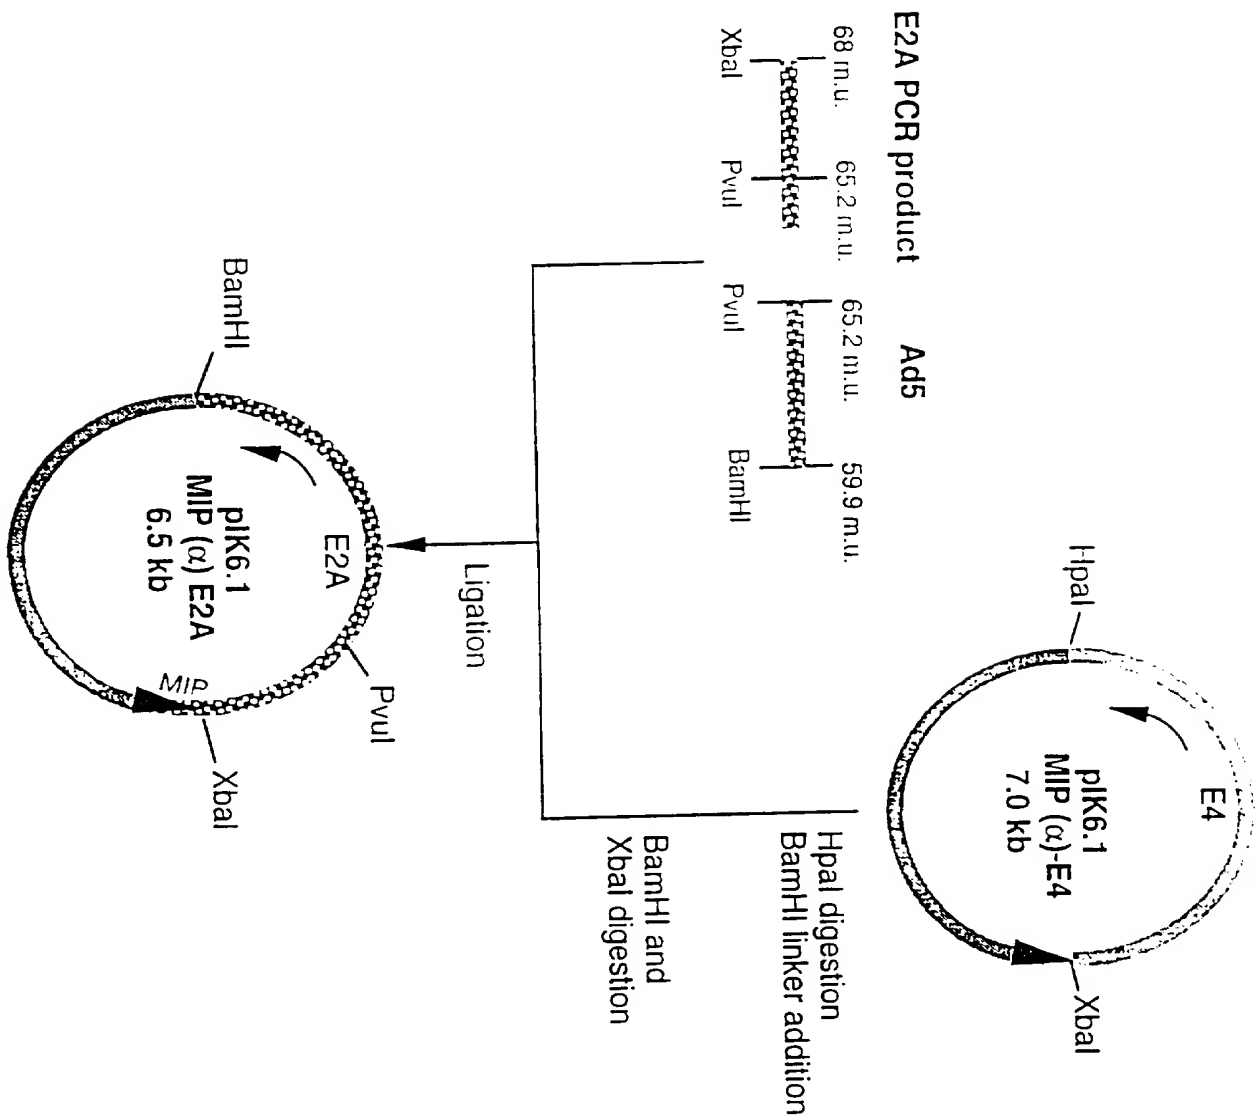 E2A PCR product
Ad5
68 m.u.
65.2 m.u.
65.2 m.u.
59.9 m.u.
XbaI
PvuI
PvuI
BamHI
HpaI
E4
pIK6.1
MIP (α)-E4
7.0 kb
XbaI
HpaI digestion
BamHI linker addition
BamHI and
XbaI digestion
Ligation
BamHI
E2A
pIK6.1
MIP (α) E2A
6.5 kb
PvuI
MIP
XbaI